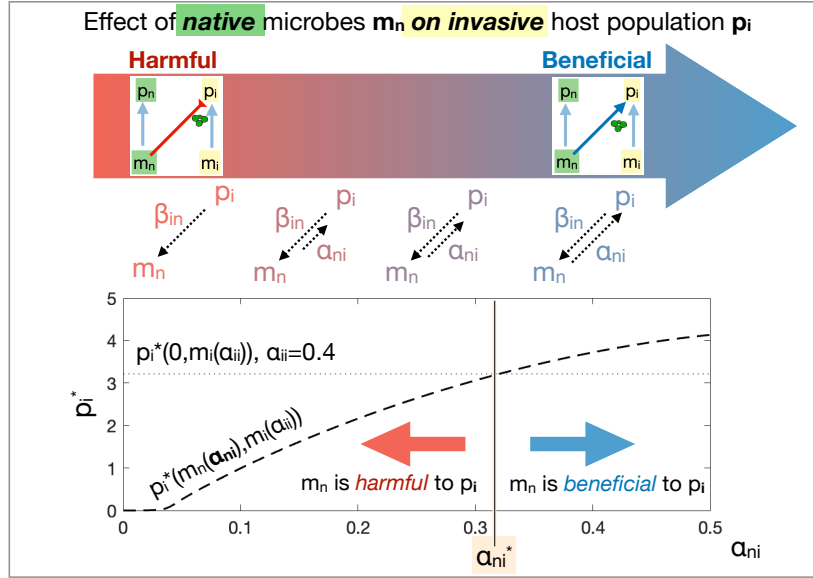 Effect of native microbes mₙ on invasive host population pᵢ
Harmful
Beneficial
pₙ pᵢ
mₙ mᵢ
pₙ pᵢ
mₙ mᵢ
pᵢ
βᵢₙ
mₙ
pᵢ
βᵢₙ
αₙᵢ
mₙ
pᵢ
βᵢₙ
αₙᵢ
mₙ
pᵢ
βᵢₙ
αₙᵢ
mₙ
pᵢ*
5
4
3
2
1
0
pᵢ*(0,mᵢ(αᵢᵢ)), αᵢᵢ=0.4
pᵢ*(mₙ(αₙᵢ),mᵢ(αᵢᵢ))
mₙ is harmful to pᵢ
mₙ is beneficial to pᵢ
0 0.1 0.2 0.3 0.4 0.5
αₙᵢ*
αₙᵢ